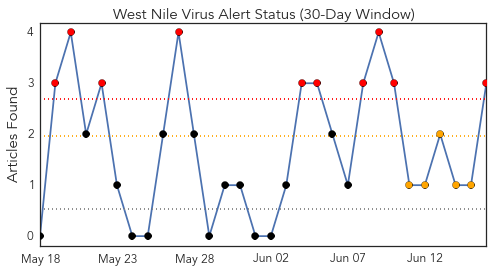 West Nile Virus Alert Status (30-Day Window)
Articles Found
4
3
2
1
0
May 18
May 23
May 28
Jun 02
Jun 07
Jun 12